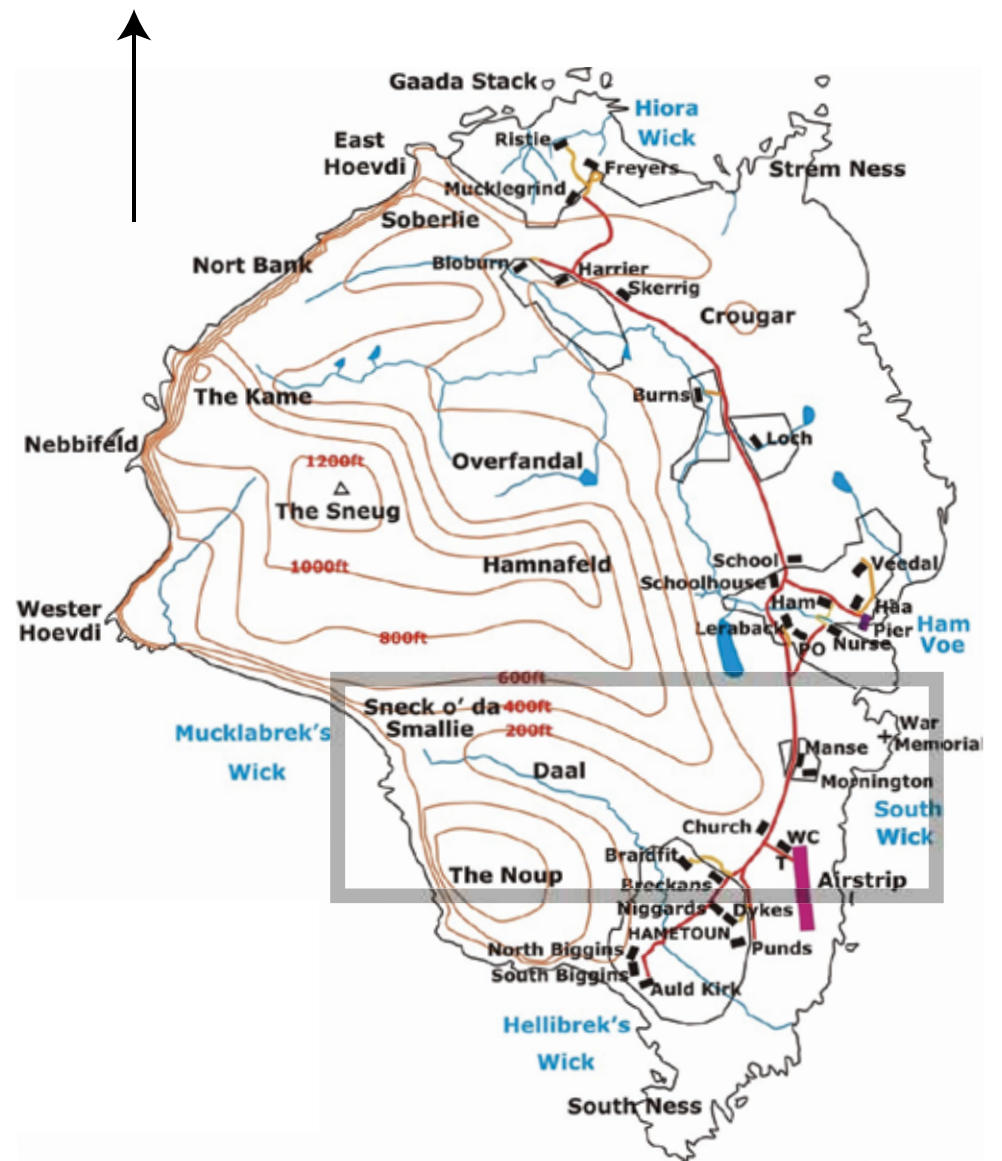 Gaada Stack
Hiora
Wick
East
Hoevdi
Ristie
Freyers
Strem Ness
Mucklegrind
Soberlie
Nort Bank
Bloburn
Harrier
Skerrig
Crougar
The Kame
Burns
Nebbifeld
Loch
1200ft
Overfandal
The Sneug
School
Veedal
Hamnafeld
1000ft
Schoolhouse
Ham
Haa
Wester
Hoevdi
Leraback
Pier
Ham
Voe
800ft
PO
Nurse
600ft
Sneck o' da
Smallie
400ft
200ft
War
Memorial
Mucklabrek's
Wick
Manse
Daal
Mornington
South
Wick
Church
WC
T
Braidfit
The Noup
Breckans
Airstrip
Niggards
Dykes
HAMETOUN
North Biggins
Punds
South Biggins
Auld Kirk
Hellibrek's
Wick
South Ness